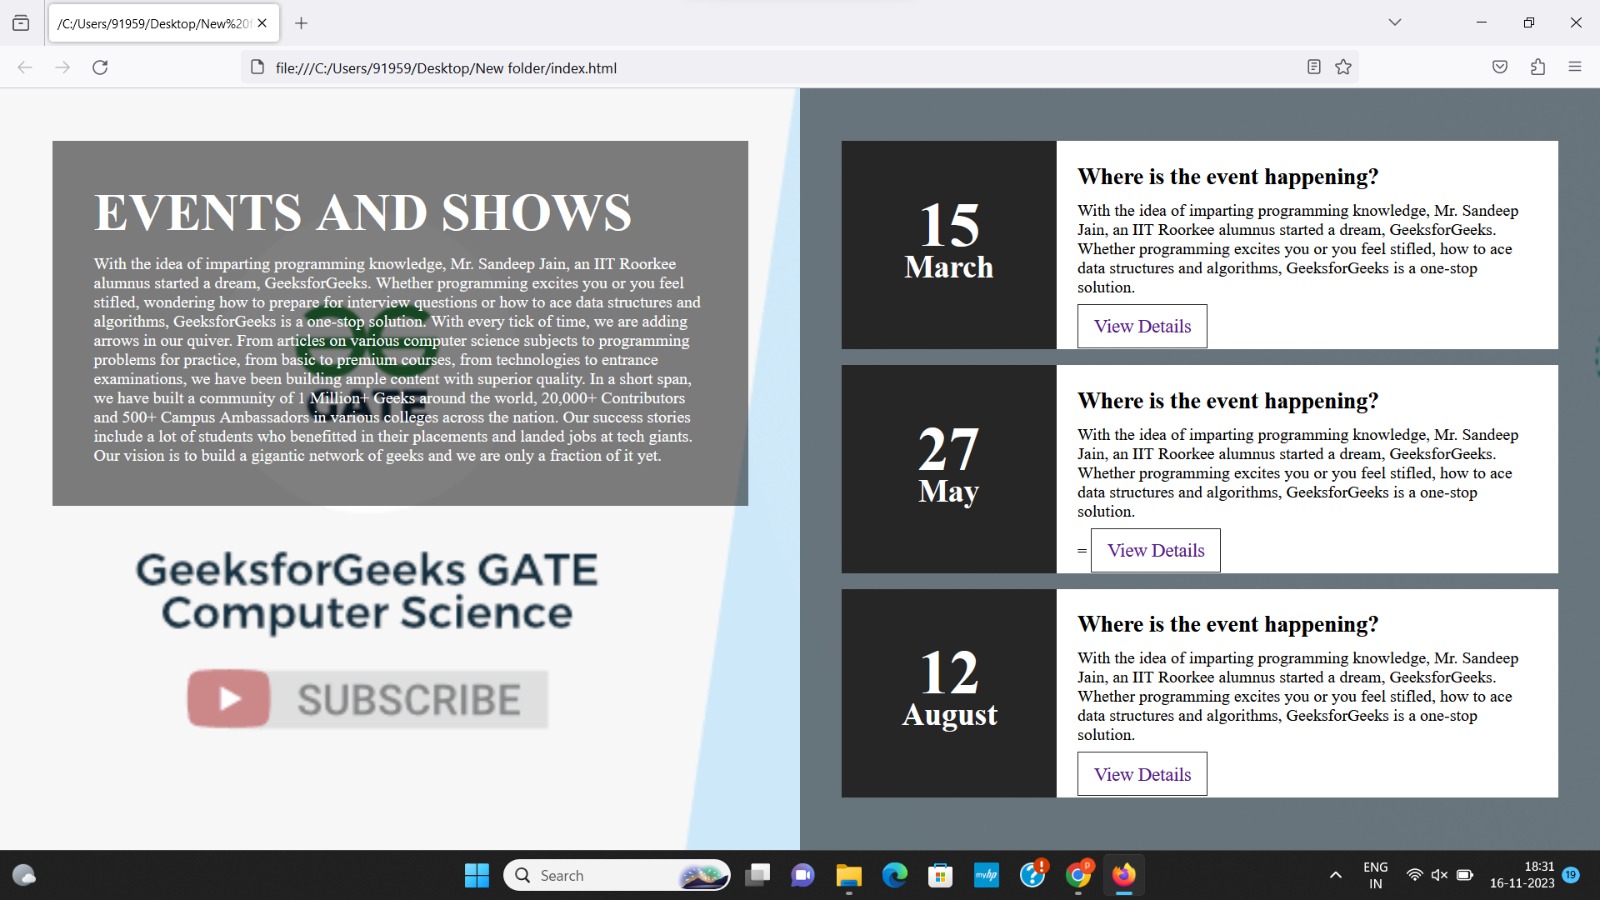 /C:/Users/91959/Desktop/New%20f
file:///C:/Users/91959/Desktop/New folder/index.html
EVENTS AND SHOWS
With the idea of imparting programming knowledge, Mr. Sandeep Jain, an IIT Roorkee
alumnus started a dream, GeeksforGeeks. Whether programming excites you or you feel
stifled, wondering how to prepare for interview questions or how to ace data structures and
algorithms, GeeksforGeeks is a one-stop solution. With every tick of time, we are adding
arrows in our quiver. From articles on various computer science subjects to programming
problems for practice, from basic to premium courses, from technologies to entrance
examinations, we have been building ample content with superior quality. In a short span,
we have built a community of 1 Million+ Geeks around the world, 20,000+ Contributors
and 500+ Campus Ambassadors in various colleges across the nation. Our success stories
include a lot of students who benefitted in their placements and landed jobs at tech giants.
Our vision is to build a gigantic network of geeks and we are only a fraction of it yet.
GATE
GeeksforGeeks GATE
Computer Science
SUBSCRIBE
15
March
Where is the event happening?
With the idea of imparting programming knowledge, Mr. Sandeep
Jain, an IIT Roorkee alumnus started a dream, GeeksforGeeks.
Whether programming excites you or you feel stifled, how to ace
data structures and algorithms, GeeksforGeeks is a one-stop
solution.
View Details
27
May
Where is the event happening?
With the idea of imparting programming knowledge, Mr. Sandeep
Jain, an IIT Roorkee alumnus started a dream, GeeksforGeeks.
Whether programming excites you or you feel stifled, how to ace
data structures and algorithms, GeeksforGeeks is a one-stop
solution.
= View Details
12
August
Where is the event happening?
With the idea of imparting programming knowledge, Mr. Sandeep
Jain, an IIT Roorkee alumnus started a dream, GeeksforGeeks.
Whether programming excites you or you feel stifled, how to ace
data structures and algorithms, GeeksforGeeks is a one-stop
solution.
View Details
Search
myhp
?
!
P
ENG
IN
18:31
16-11-2023
19